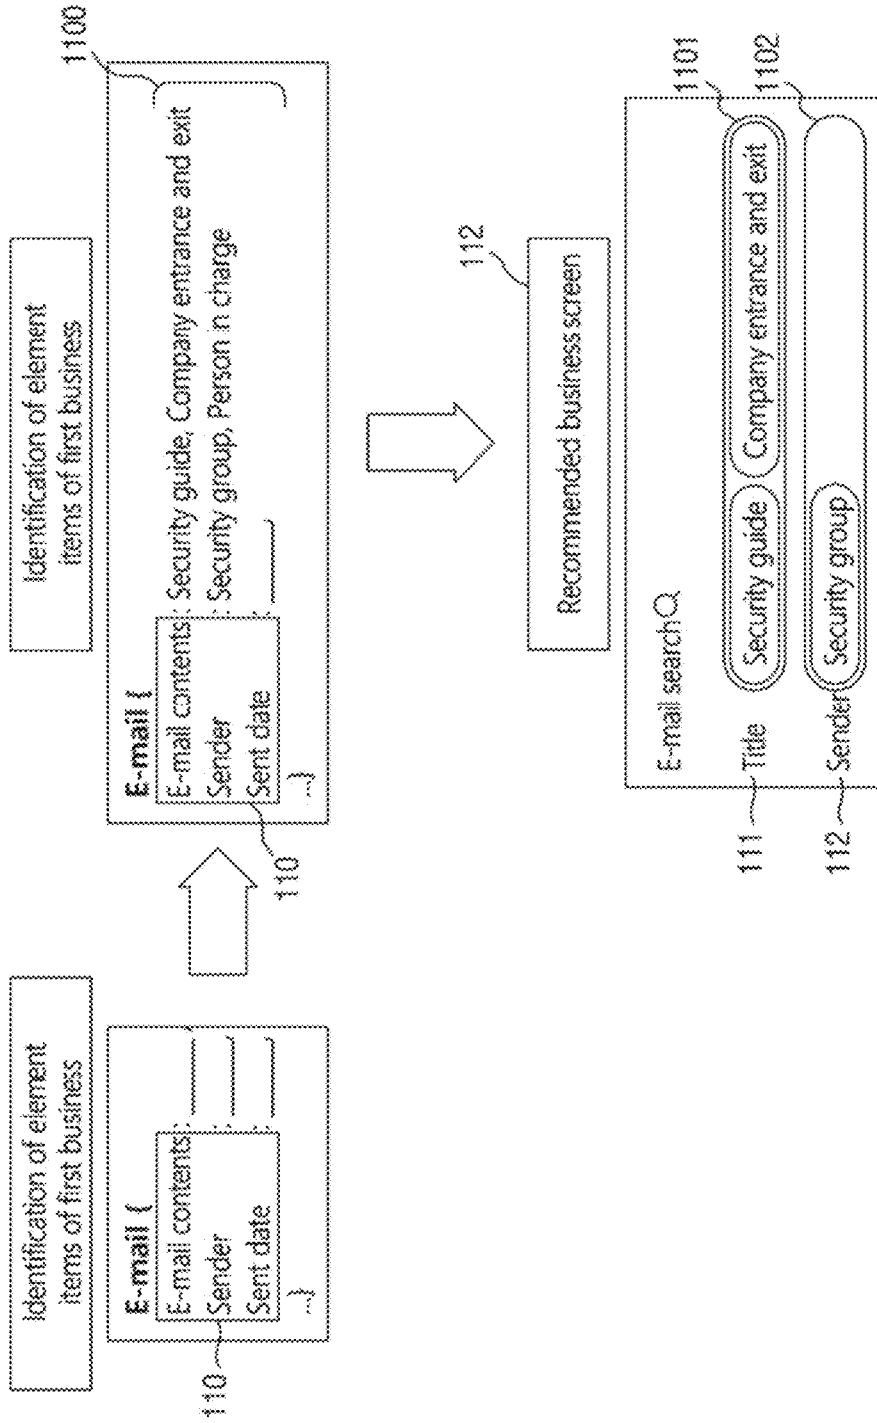 Identification of element
items of first business
E-mail {
E-mail contents :
Sender :
Sent date :
...}
110
Identification of element
items of first business
1100
E-mail {
E-mail contents : Security guide, Company entrance and exit
Sender : Security group, Person in charge
Sent date :
...}
110
112
Recommended business screen
E-mail search
1101
111 Title Security guide Company entrance and exit
1102
112 Sender Security group